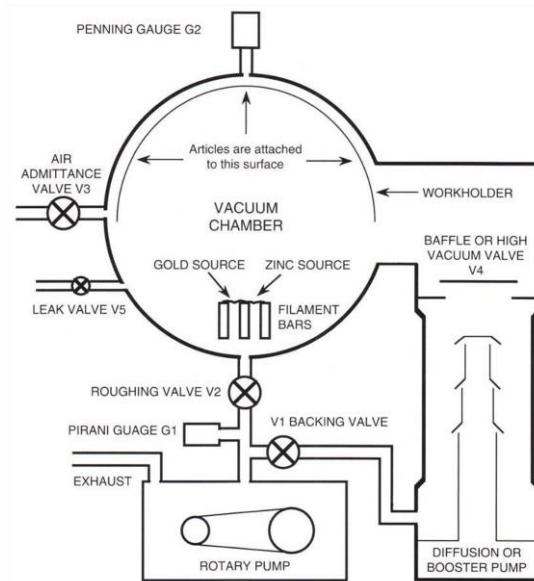 PENNING GAUGE G2
Articles are attached
to this surface
AIR
ADMITTANCE
VALVE V3
WORKHOLDER
VACUUM
CHAMBER
BAFFLE OR HIGH
VACUUM VALVE
V4
GOLD SOURCE
ZINC SOURCE
LEAK VALVE V5
FILAMENT
BARS
ROUGHING VALVE V2
V1 BACKING VALVE
PIRANI GUAGE G1
EXHAUST
ROTARY PUMP
DIFFUSION OR
BOOSTER PUMP